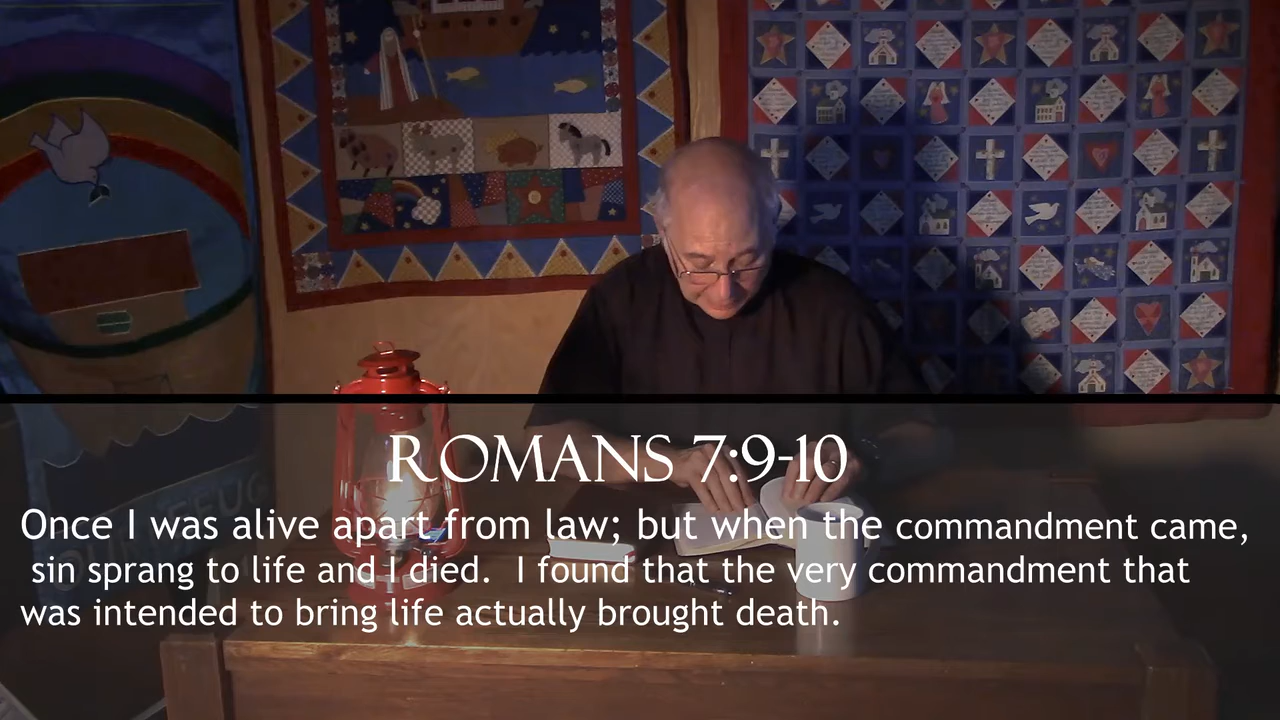 ROMANS 7:9-10
Once I was alive apart from law; but when the commandment came,
sin sprang to life and I died. I found that the very commandment that
was intended to bring life actually brought death.